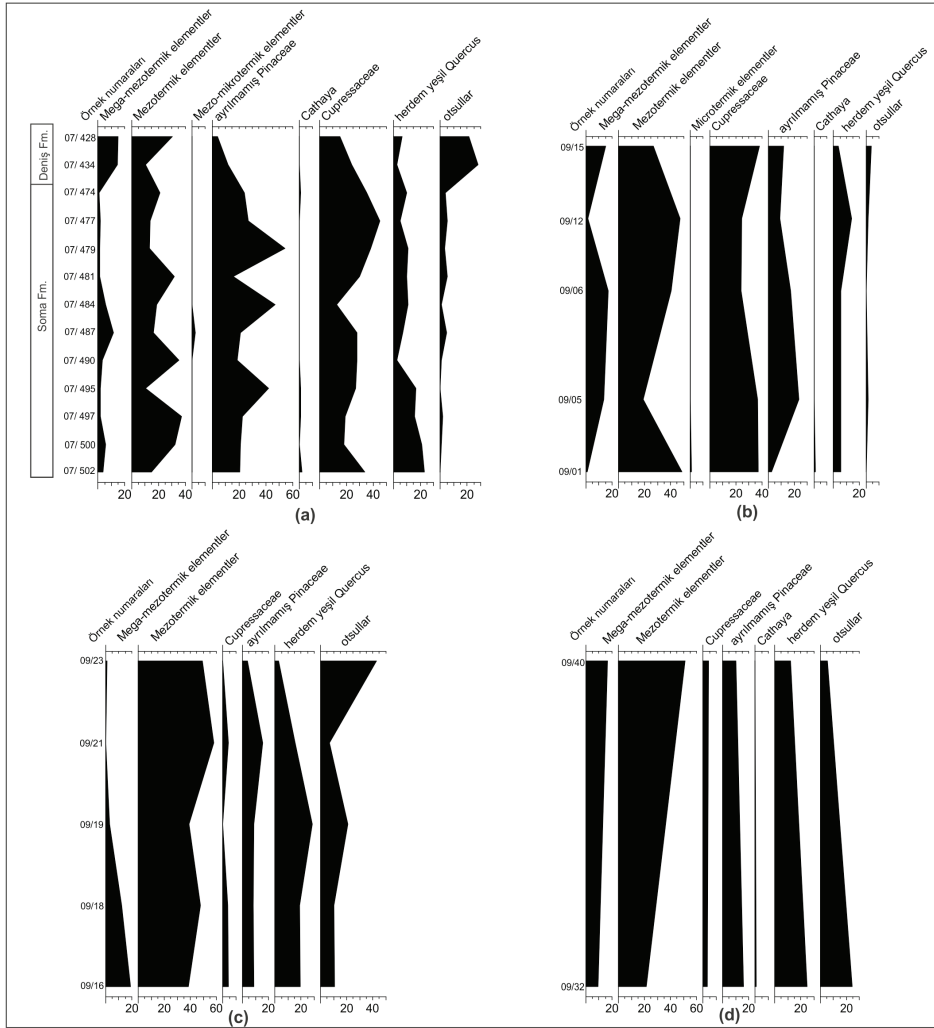 Örnek numaraları
Mega-mezotermik elementler
Mezotermik elementler
Mezo-mikrotermik elementler
ayrılmamış Pinaceae
Cathaya
Cupressaceae
herdem yeşil Quercus
otsullar
Deniş Fm.
Soma Fm.
07/ 428
07/ 434
07/ 474
07/ 477
07/ 479
07/ 481
07/ 484
07/ 487
07/ 490
07/ 495
07/ 497
07/ 500
07/ 502
20 20 40 20 40 60 20 40 20 20
(a)
Örnek numaraları
Mega-mezotermik elementler
Mezotermik elementler
Microtermik elementler
Cupressaceae
ayrılmamış Pinaceae
Cathaya
herdem yeşil Quercus
otsullar
09/15
09/12
09/06
09/05
09/01
20 20 40 20 40 20 20
(b)
Örnek numaraları
Mega-mezotermik elementler
Mezotermik elementler
Cupressaceae
ayrılmamış Pinaceae
herdem yeşil Quercus
otsullar
09/23
09/21
09/19
09/18
09/16
20 20 40 60 20 20 20 40
(c)
Örnek numaraları
Mega-mezotermik elementler
Mezotermik elementler
Cupressaceae
ayrılmamış Pinaceae
Cathaya
herdem yeşil Quercus
otsullar
09/40
09/32
20 20 40 60 20 20 20
(d)